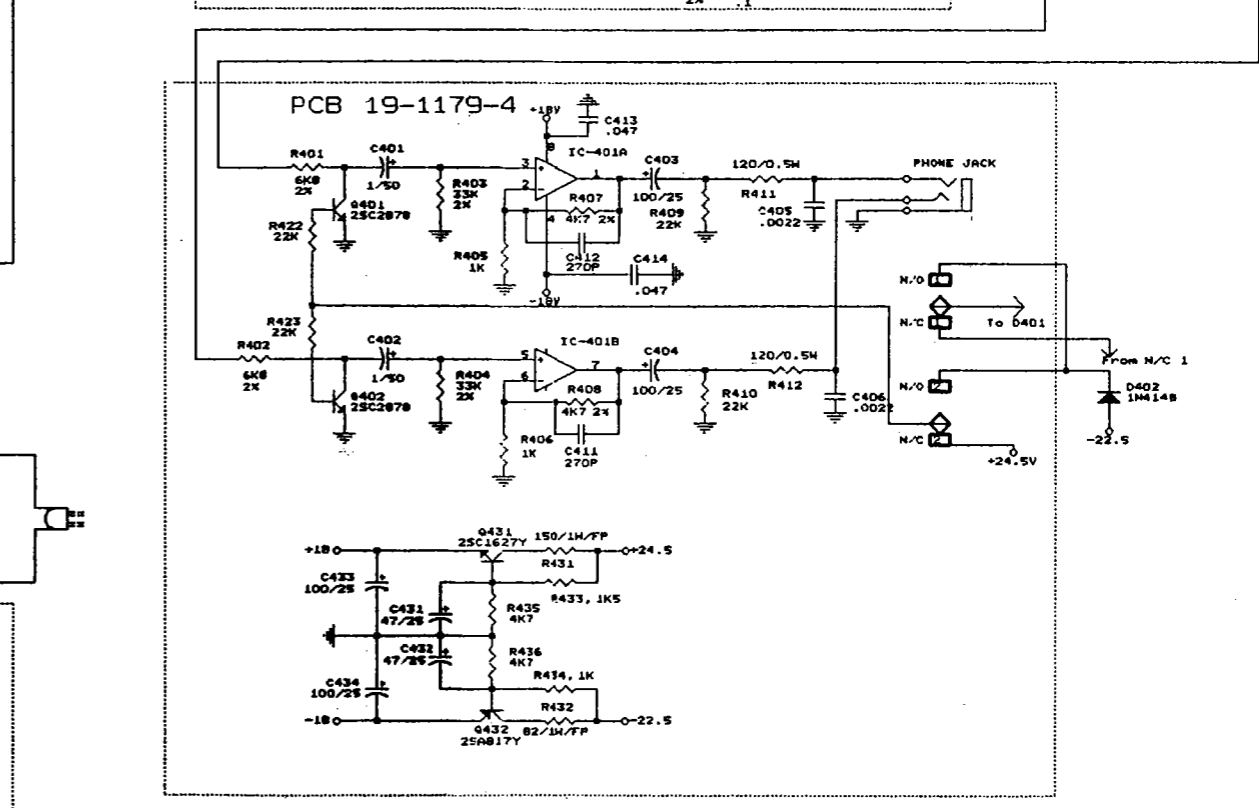 2% .1
PCB 19-1179-4
+18V
C413
.047
8
IC-401A
R401
6K8
2%
C401
1/50
Q401
2SC2878
R403
33K
2%
3
2
1
4
R407
4K7 2%
C412
270P
R405
1K
C414
.047
-18V
C403
100/25
R409
22K
120/0.5W
R411
C405
.0022
PHONE JACK
R422
22K
R423
22K
R402
6K8
2%
C402
1/50
Q402
2SC2878
R404
33K
2%
5
6
7
IC-401B
R408
4K7 2%
C411
270P
R406
1K
C404
100/25
R410
22K
120/0.5W
R412
C406
.0022
N/O 1
N/C 1
To D401
From N/C 1
N/O 2
N/C 2
D402
1N4148
-22.5
+24.5V
+18
Q431
2SC1627Y
150/1W/FP
R431
+24.5
R433, 1K5
C433
100/25
C431
47/25
R435
4K7
C432
47/25
R436
4K7
C434
100/25
R434, 1K
R432
-18
Q432
2SA817Y
82/1W/FP
-22.5